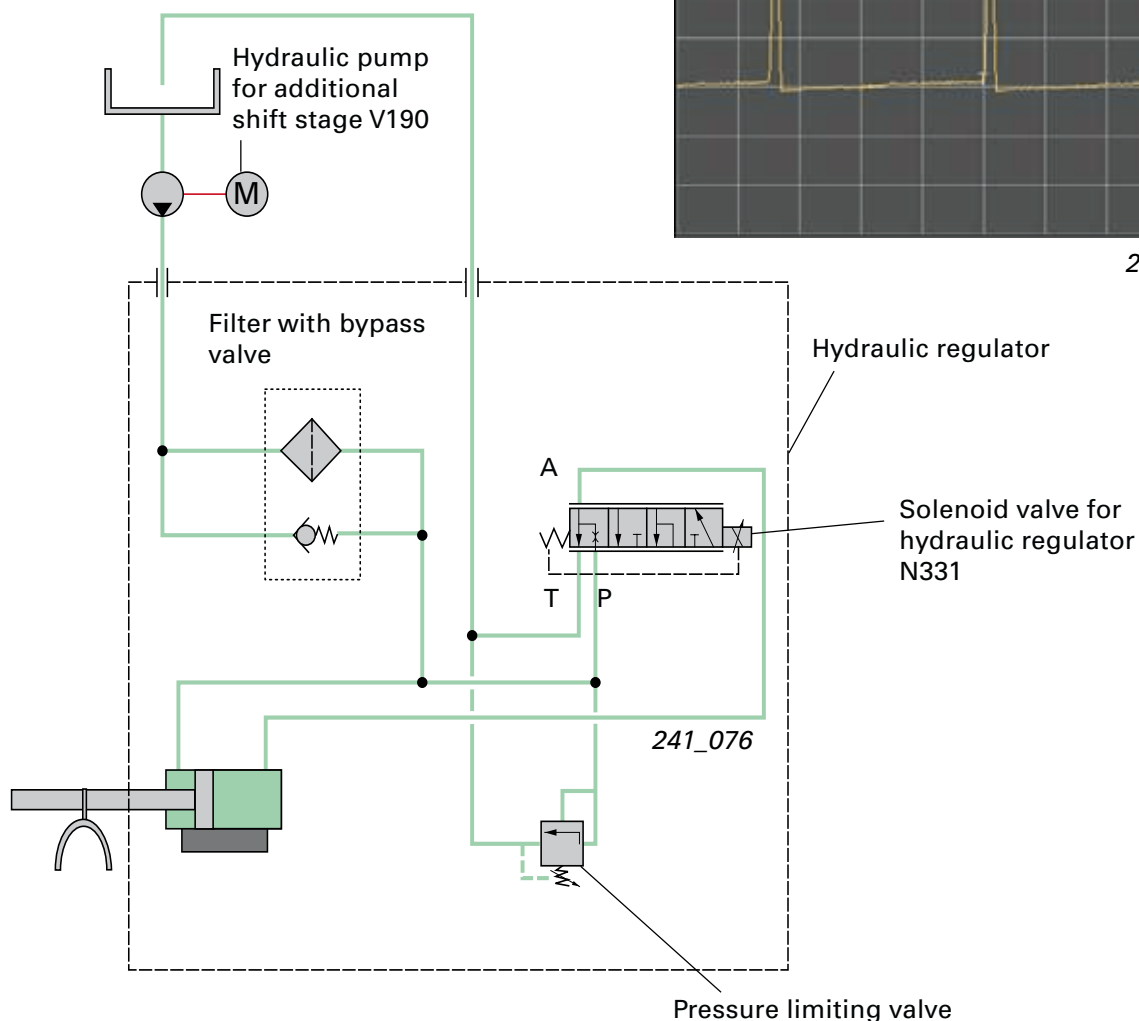 Hydraulic pump
for additional
shift stage V190
M
2
Filter with bypass
valve
Hydraulic regulator
A
Solenoid valve for
hydraulic regulator
N331
T P
241_076
Pressure limiting valve